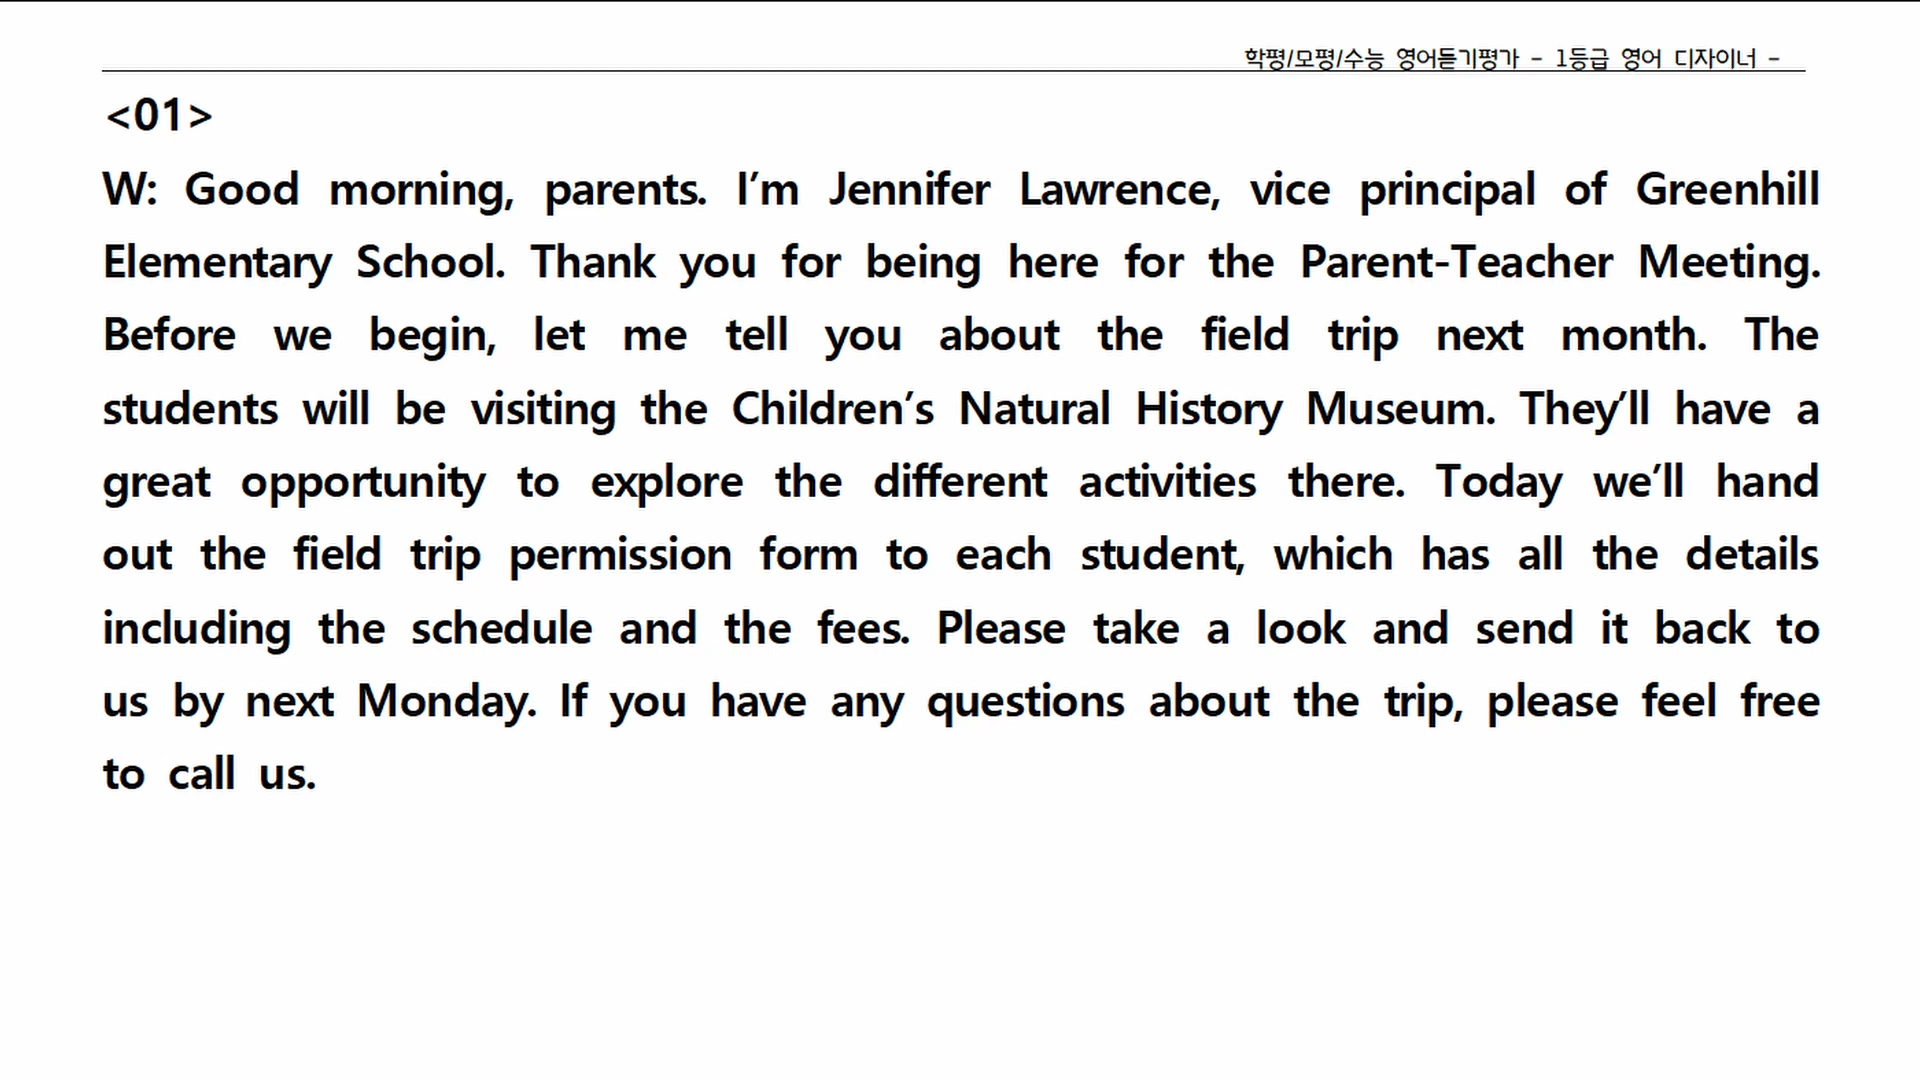 학평/모평/수능 영어듣기평가 - 1등급 영어 디자이너 -
<01>
W: Good morning, parents. I’m Jennifer Lawrence, vice principal of Greenhill
Elementary School. Thank you for being here for the Parent-Teacher Meeting.
Before we begin, let me tell you about the field trip next month. The
students will be visiting the Children’s Natural History Museum. They’ll have a
great opportunity to explore the different activities there. Today we’ll hand
out the field trip permission form to each student, which has all the details
including the schedule and the fees. Please take a look and send it back to
us by next Monday. If you have any questions about the trip, please feel free
to call us.